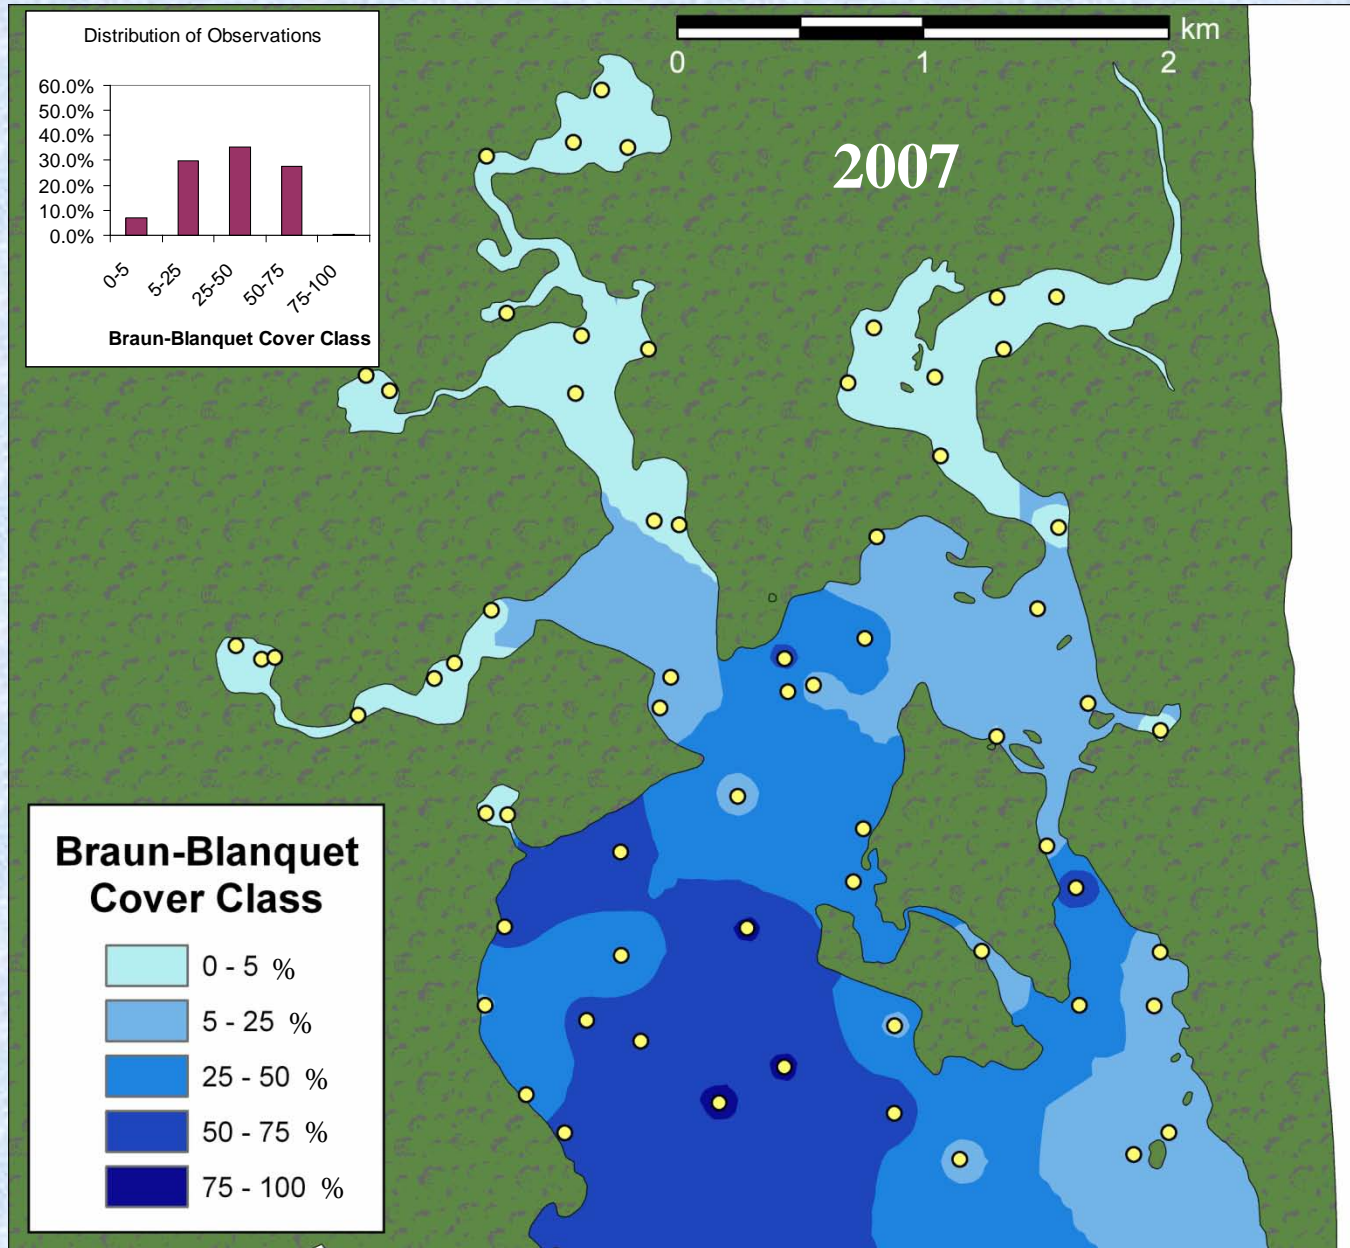 Distribution of Observations
60.0%
50.0%
40.0%
30.0%
20.0%
10.0%
0.0%
0-5
5-25
25-50
50-75
75-100
Braun-Blanquet Cover Class
km
0
1
2
2007
Braun-Blanquet
Cover Class
0 - 5 %
5 - 25 %
25 - 50 %
50 - 75 %
75 - 100 %